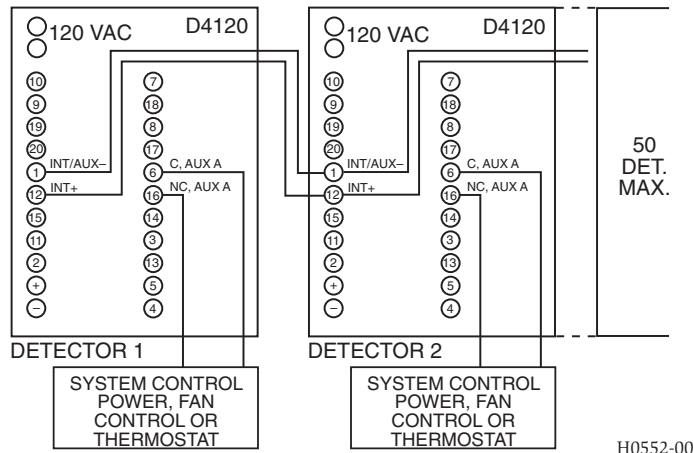 120 VAC D4120
10
9
19
20
1 INT/AUX–
12 INT+
15
11
2
+
–
7
18
8
17
6 C, AUX A
16 NC, AUX A
14
3
13
5
4
DETECTOR 1
SYSTEM CONTROL
POWER, FAN
CONTROL OR
THERMOSTAT
120 VAC D4120
10
9
19
20
1 INT/AUX–
12 INT+
15
11
2
+
–
7
18
8
17
6 C, AUX A
16 NC, AUX A
14
3
13
5
4
DETECTOR 2
SYSTEM CONTROL
POWER, FAN
CONTROL OR
THERMOSTAT
50
DET.
MAX.
H0552-00